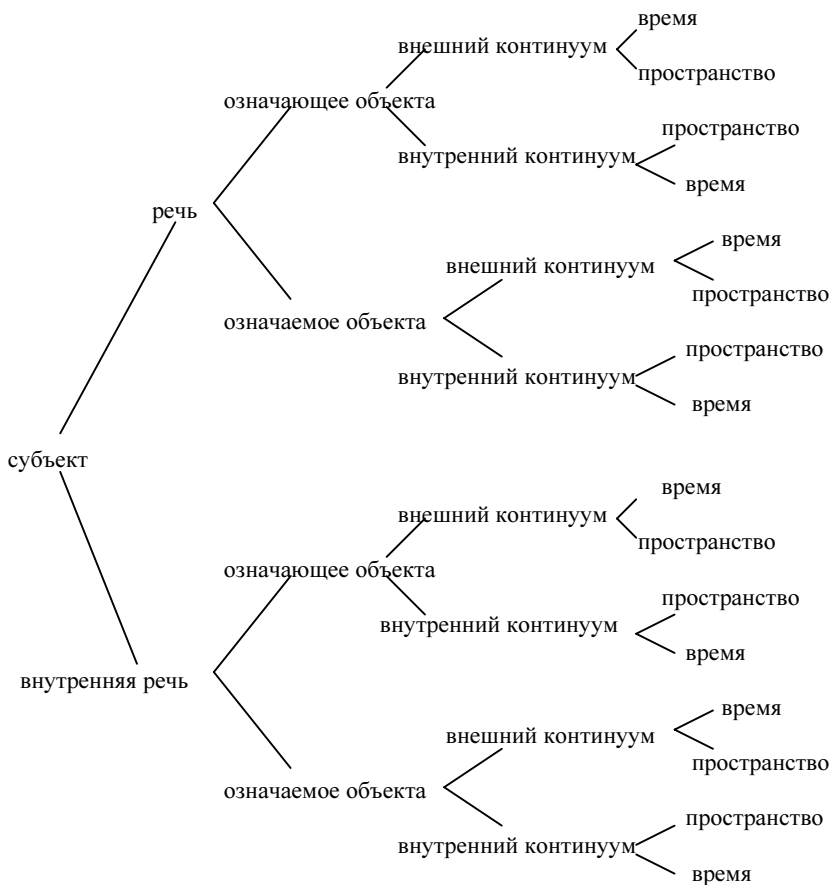 время
внешний континуум
пространство
означающее объекта
пространство
внутренний континуум
время
речь
время
внешний континуум
пространство
означаемое объекта
пространство
внутренний континуум
время
субъект
время
внешний континуум
пространство
означающее объекта
пространство
внутренний континуум
время
внутренняя речь
время
внешний континуум
пространство
означаемое объекта
пространство
внутренний континуум
время